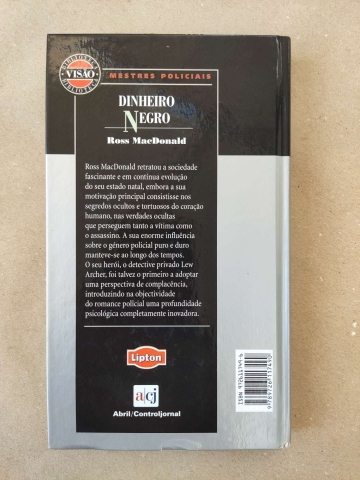 BIBLIOTECA
VISÃO
BIBLIOTECA
MESTRES POLICIAIS
DINHEIRO
NEGRO
ROSS MACDONALD
Ross MacDonald retratou a sociedade
fascinante e em contínua evolução
do seu estado natal, embora a sua
motivação principal consistisse nos
segredos ocultos e tortuosos do coração
humano, nas verdades ocultas
que perseguem tanto a vítima como
o assassino. A sua enorme influência
sobre o género policial puro e duro
manteve-se ao longo dos tempos.
O seu herói, o detective privado Lew
Archer, foi talvez o primeiro a adoptar
uma perspectiva de complacência,
introduzindo na objectividade
do romance policial uma profundidade
psicológica completamente inovadora.
Lipton
a|cj
Abril/Controljornal